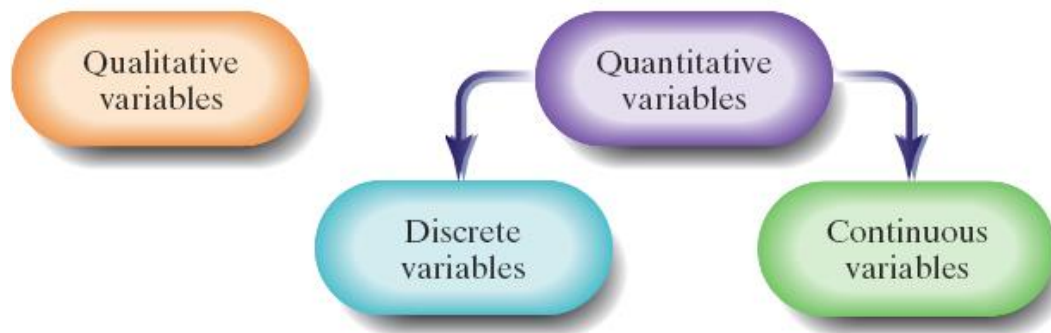 Qualitative
variables
Quantitative
variables
Discrete
variables
Continuous
variables